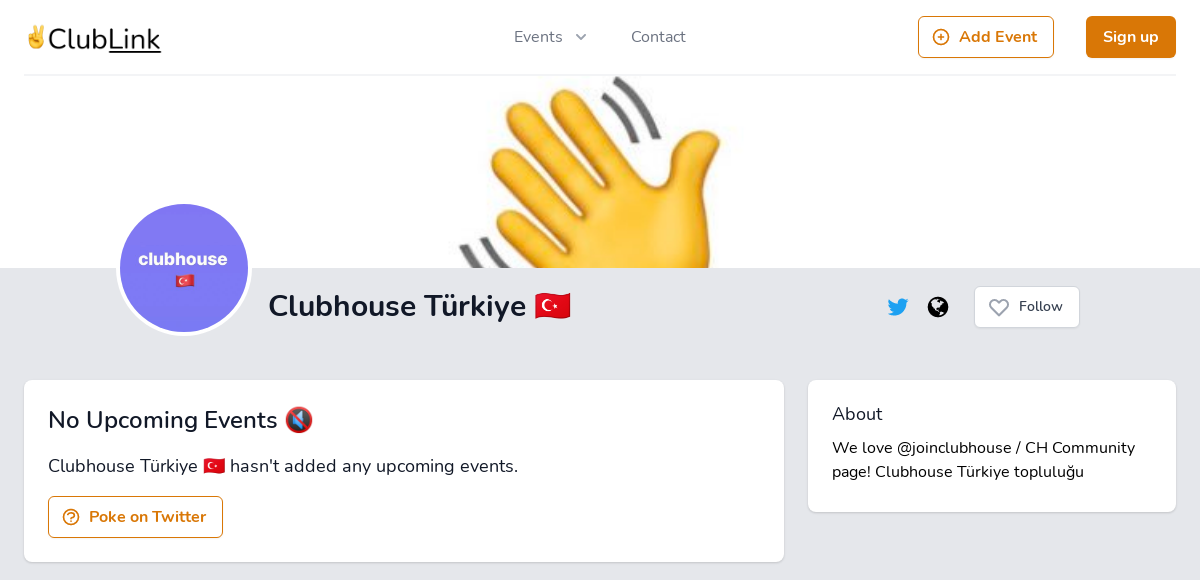 ✌️ClubLink
Events
Contact
Add Event
Sign up
clubhouse
🇹🇷
Clubhouse Türkiye 🇹🇷
Follow
No Upcoming Events 🔇
Clubhouse Türkiye 🇹🇷 hasn't added any upcoming events.
Poke on Twitter
About
We love @joinclubhouse / CH Community
page! Clubhouse Türkiye topluluğu